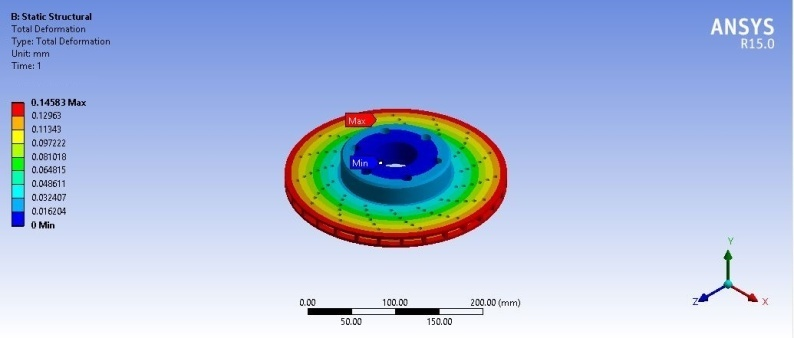 B: Static Structural
Total Deformation
Type: Total Deformation
Unit: mm
Time: 1
ANSYS
R15.0
0.14583 Max
0.12963
0.11343
0.097222
0.081018
0.064815
0.048611
0.032407
0.016204
0 Min
Max
Min
0.00 100.00 200.00 (mm)
50.00 150.00
Y
Z X